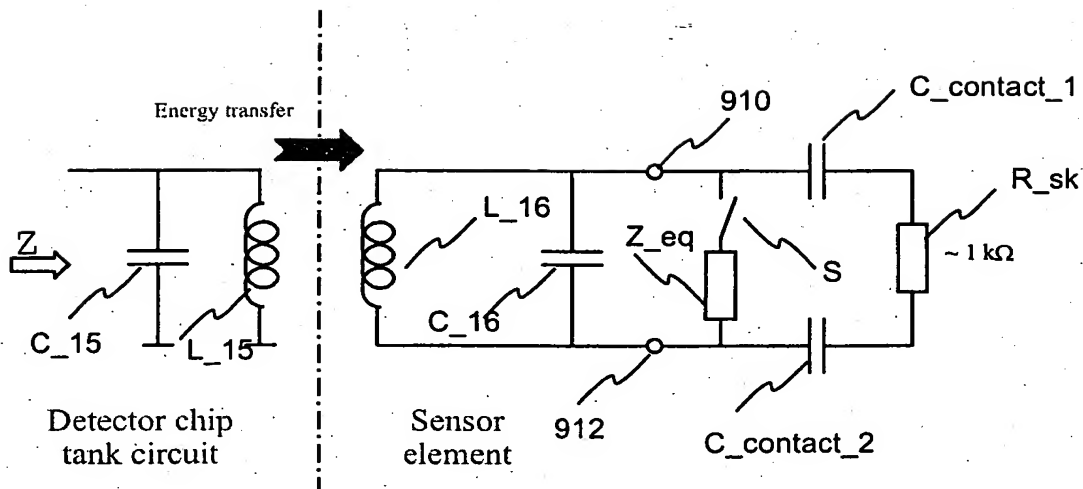 C_contact_1
910
Energy transfer
R_sk
L_16
Z_eq
~ 1 kΩ
Z
S
C_16
C_15
L_15
912
Detector chip
tank circuit
Sensor
element
C_contact_2